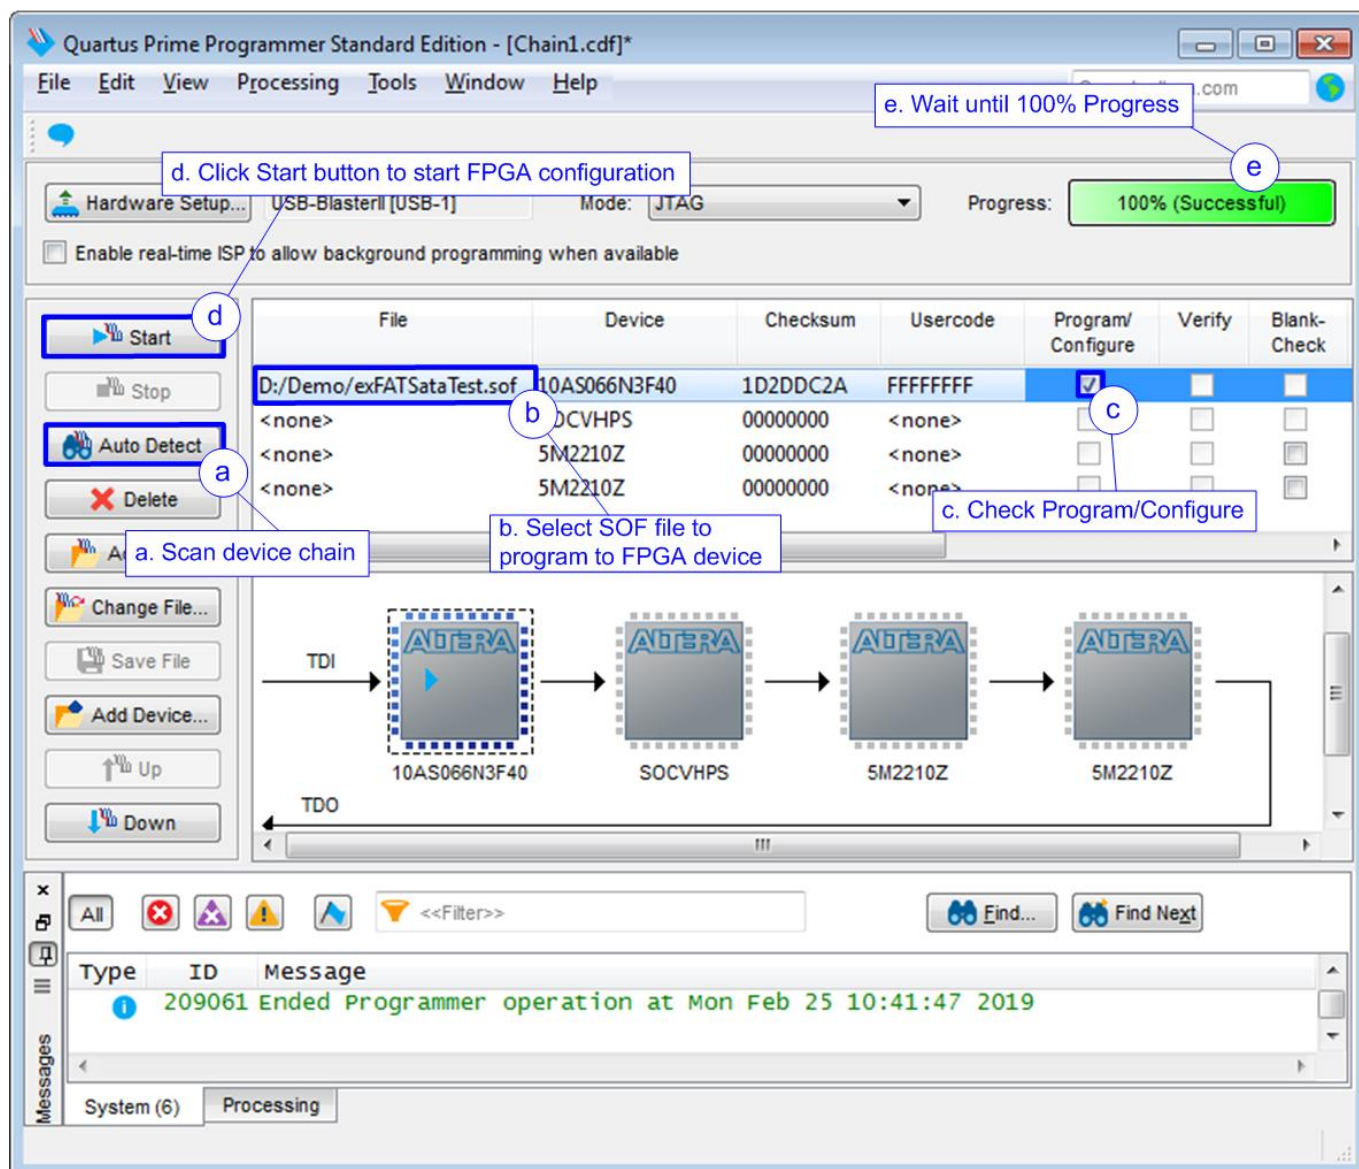 Quartus Prime Programmer Standard Edition - [Chain1.cdf]*
File Edit View Processing Tools Window Help .com
e. Wait until 100% Progress
e
d. Click Start button to start FPGA configuration
Hardware Setup... USB-BlasterII [USB-1] Mode: JTAG Progress: 100% (Successful)
Enable real-time ISP to allow background programming when available
d
Start
Stop
Auto Detect
a
Delete
a. Scan device chain
Change File...
Save File
Add Device...
Up
Down
File Device Checksum Usercode Program/ Configure Verify Blank- Check
D:/Demo/exFATSataTest.sof 10AS066N3F40 1D2DDC2A FFFFFFFF
<none> 00000000 <none>
<none> 5M2210Z 00000000 <none>
<none> 5M2210Z 00000000 <none>
b
c
c. Check Program/Configure
b. Select SOF file to
program to FPGA device
TDI
ALTERA ALTERA ALTERA ALTERA
10AS066N3F40 SOCVHPS 5M2210Z 5M2210Z
TDO
All <<Filter>> Find... Find Next
Type ID Message
209061 Ended Programmer operation at Mon Feb 25 10:41:47 2019
Messages
System (6) Processing